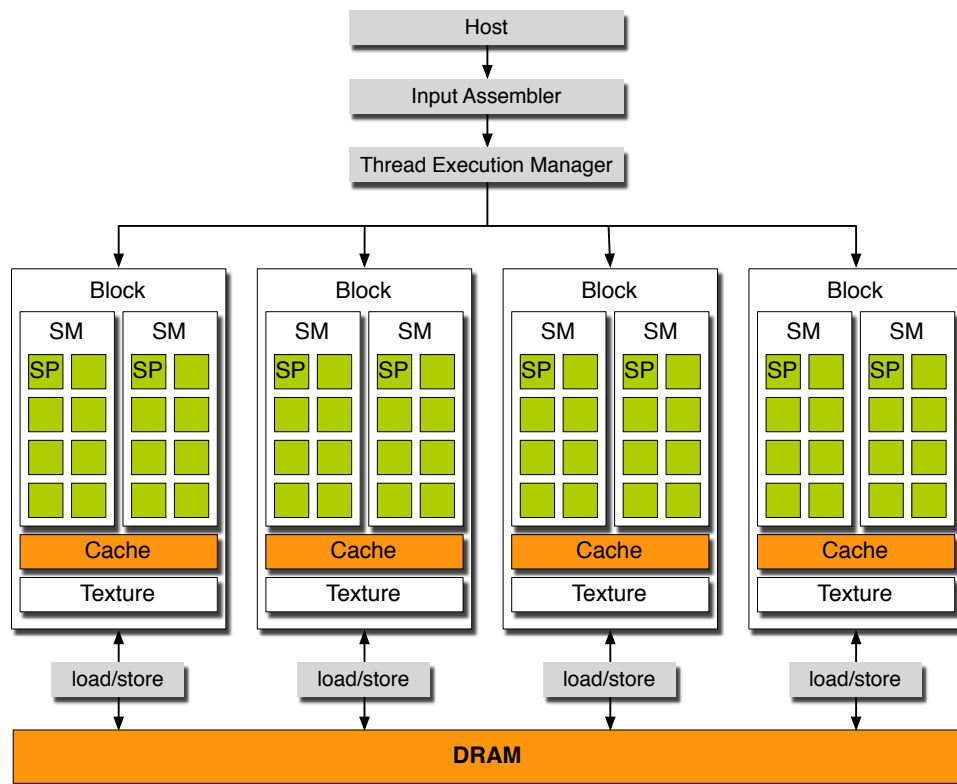 Host
Input Assembler
Thread Execution Manager
Block
Block
Block
Block
SM
SM
SM
SM
SM
SM
SM
SM
SP
SP
SP
SP
SP
SP
SP
SP
Cache
Cache
Cache
Cache
Texture
Texture
Texture
Texture
load/store
load/store
load/store
load/store
DRAM